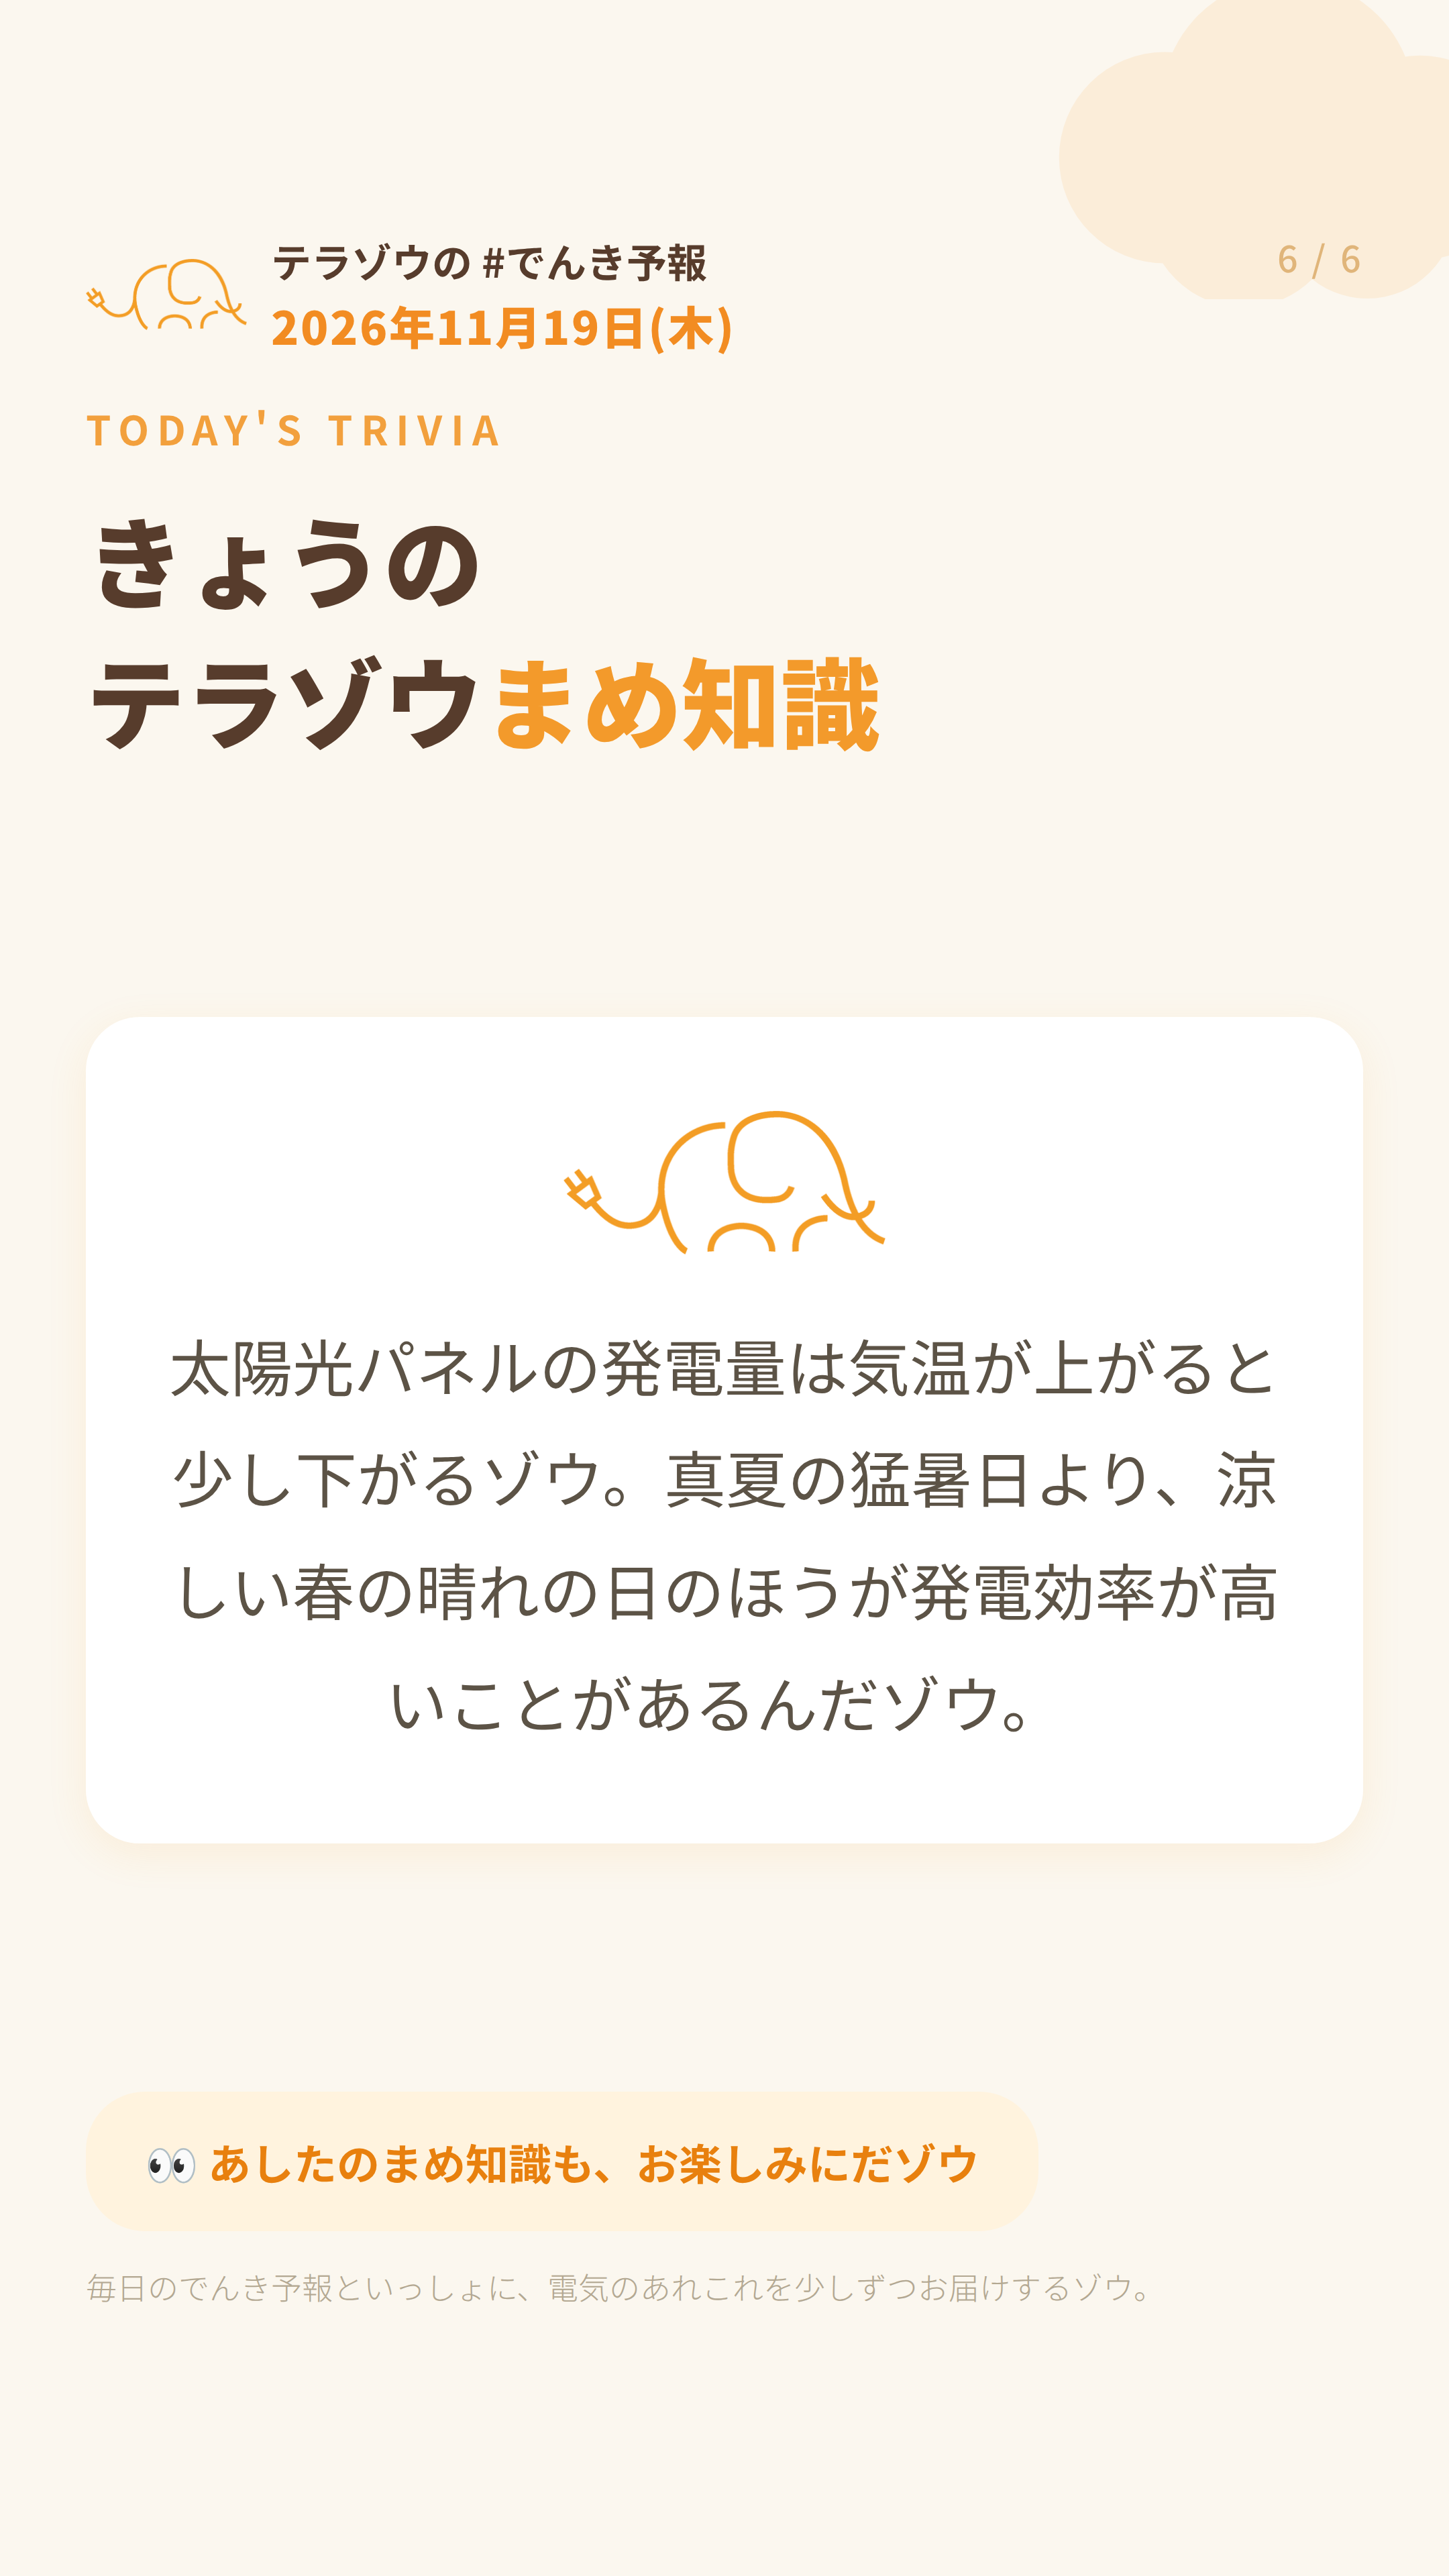 テラゾウの #でんき予報
6 / 6
2026年11月19日(木)
TODAY'S TRIVIA
きょうの
テラゾウまめ知識
太陽光パネルの発電量は気温が上がると
少し下がるゾウ。真夏の猛暑日より、涼
しい春の晴れの日のほうが発電効率が高
いことがあるんだゾウ。
👀 あしたのまめ知識も、お楽しみにだゾウ
毎日のでんき予報といっしょに、電気のあれこれを少しずつお届けするゾウ。